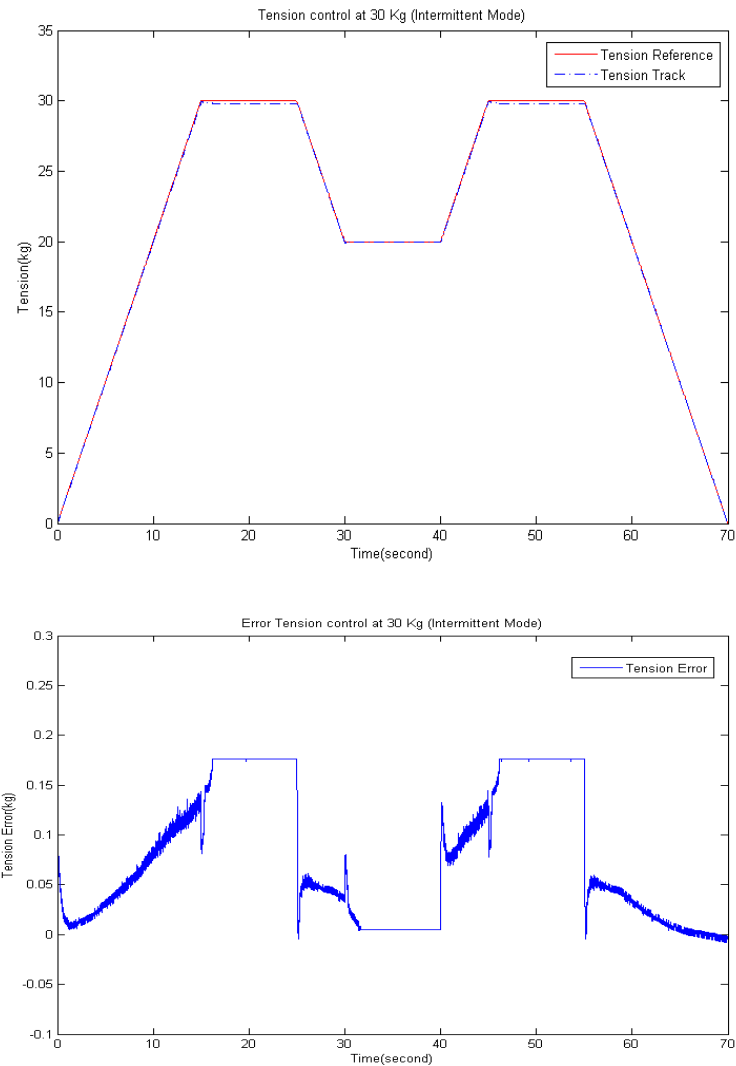 Tension control at 30 Kg (Intermittent Mode)
35
30
25
20
15
10
5
0
Tension(kg)
Tension Reference
Tension Track
0 10 20 30 40 50 60 70
Time(second)
Error Tension control at 30 Kg (Intermittent Mode)
0.3
0.25
0.2
0.15
0.1
0.05
0
-0.05
-0.1
Tension Error(kg)
Tension Error
0 10 20 30 40 50 60 70
Time(second)